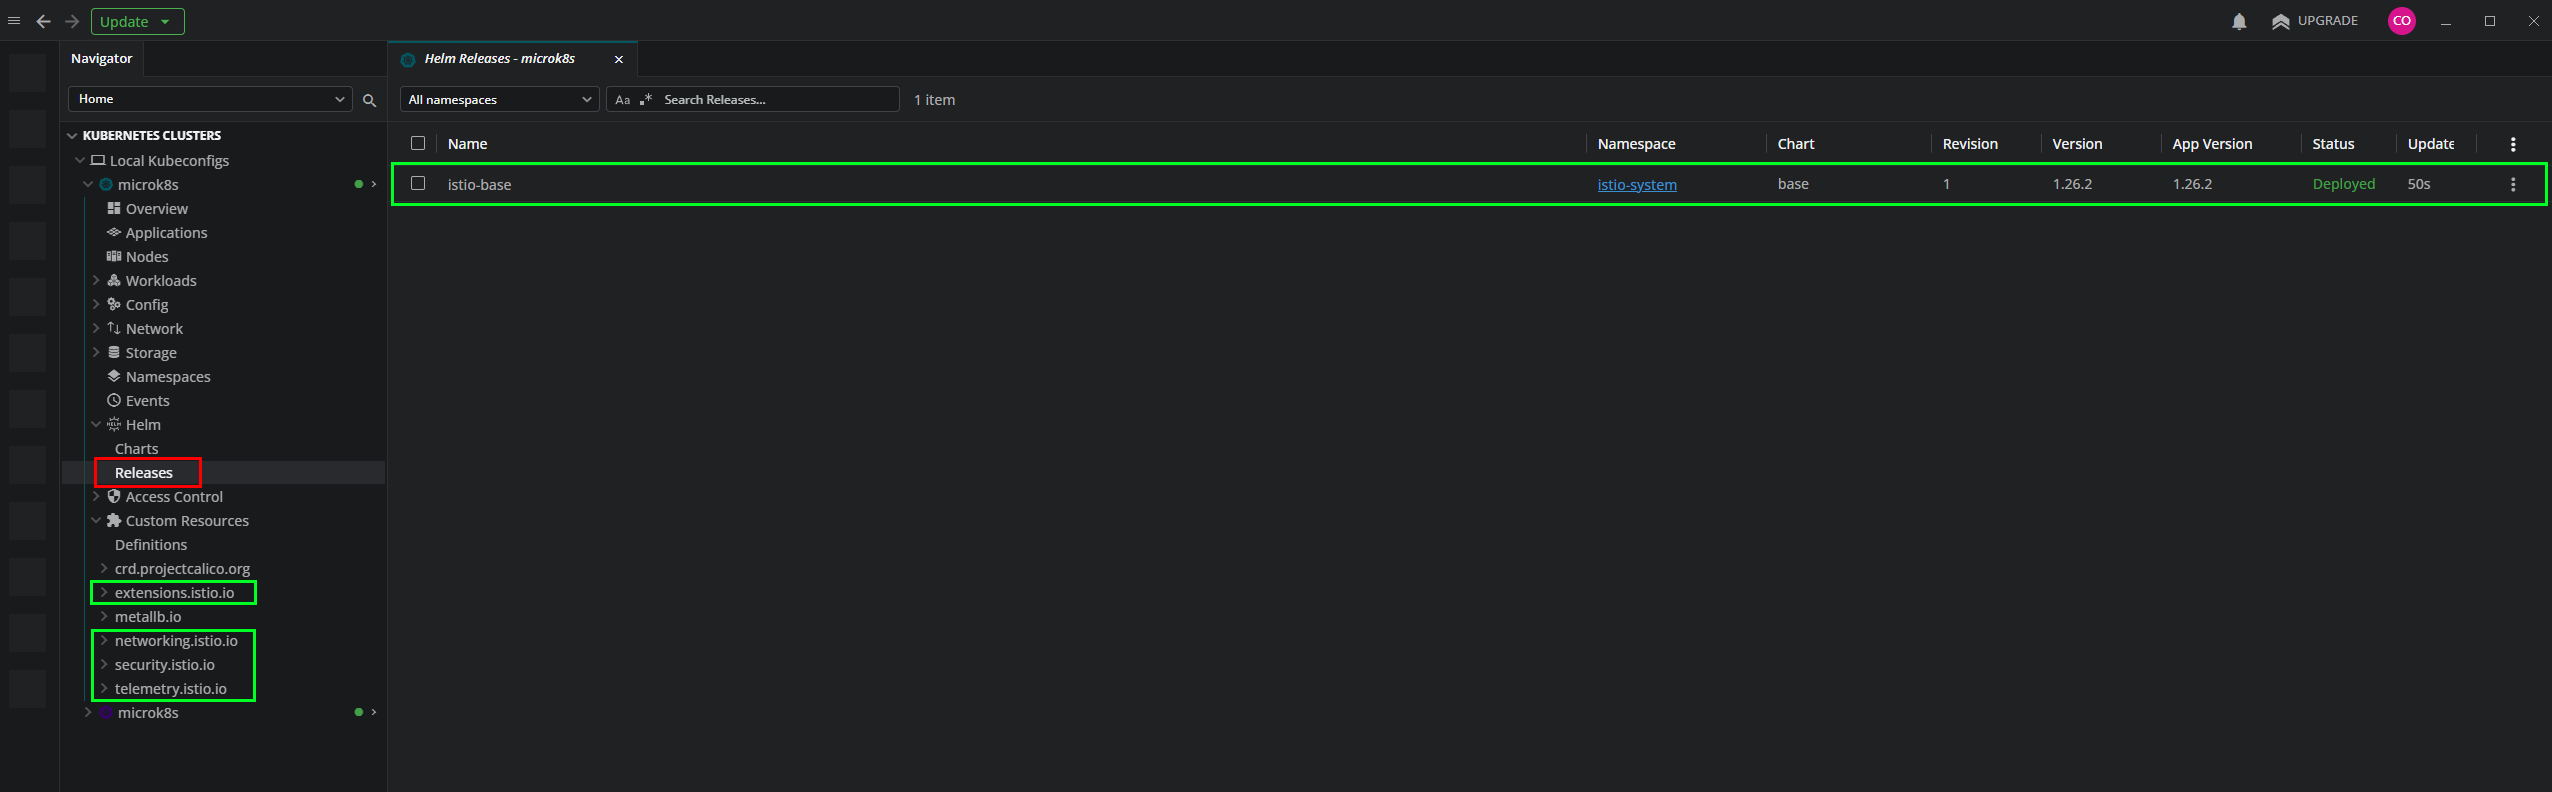 Update
UPGRADE
CO
Navigator
Helm Releases - microk8s
Home
All namespaces
Aa
.*
Search Releases...
1 item
KUBERNETES CLUSTERS
Local Kubeconfigs
microk8s
Overview
Applications
Nodes
Workloads
Config
Network
Storage
Namespaces
Events
Helm
Charts
Releases
Access Control
Custom Resources
Definitions
crd.projectcalico.org
extensions.istio.io
metallb.io
networking.istio.io
security.istio.io
telemetry.istio.io
microk8s
Name Namespace Chart Revision Version App Version Status Update
istio-base istio-system base 1 1.26.2 1.26.2 Deployed 50s